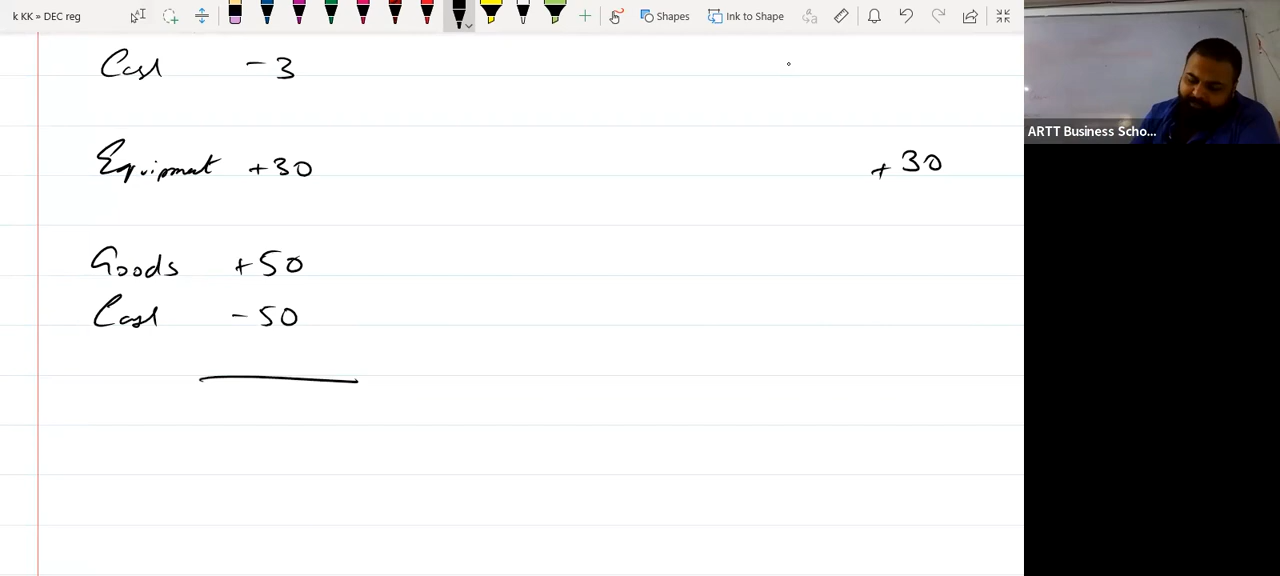 k KK » DEC reg Shapes Ink to Shape
Cash -3
ARTT Business Scho...
Equipment +30 +30
Goods +50
Cash -50